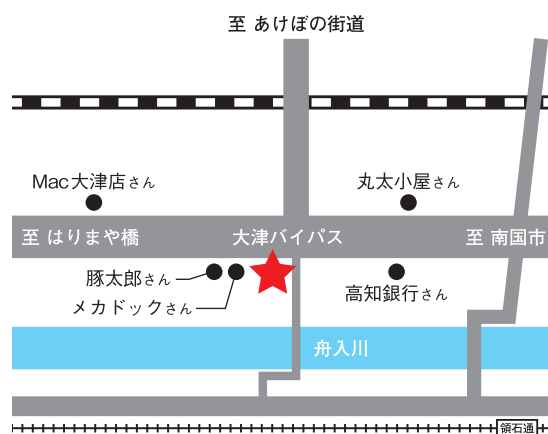 至 あけぼの街道
Mac大津店さん
丸太小屋さん
至 はりまや橋
大津バイパス
至 南国市
豚太郎さん
メカドックさん
高知銀行さん
舟入川
領石通